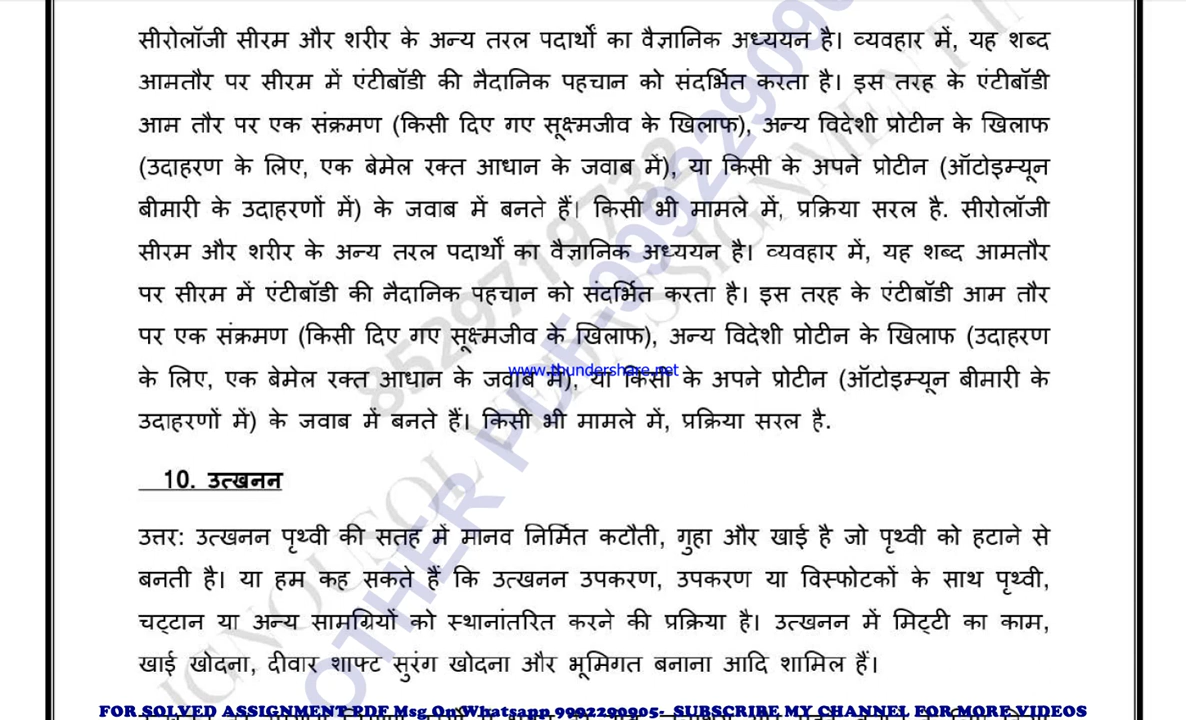 सीरोलॉजी सीरम और शरीर के अन्य तरल पदार्थों का वैज्ञानिक अध्ययन है। व्यवहार में, यह शब्द
आमतौर पर सीरम में एंटीबॉडी की नैदानिक पहचान को संदर्भित करता है। इस तरह के एंटीबॉडी
आम तौर पर एक संक्रमण (किसी दिए गए सूक्ष्मजीव के खिलाफ), अन्य विदेशी प्रोटीन के खिलाफ
(उदाहरण के लिए, एक बेमेल रक्त आधान के जवाब में), या किसी के अपने प्रोटीन (ऑटोइम्यून
बीमारी के उदाहरणों में) के जवाब में बनते हैं। किसी भी मामले में, प्रक्रिया सरल है. सीरोलॉजी
सीरम और शरीर के अन्य तरल पदार्थों का वैज्ञानिक अध्ययन है। व्यवहार में, यह शब्द आमतौर
पर सीरम में एंटीबॉडी की नैदानिक पहचान को संदर्भित करता है। इस तरह के एंटीबॉडी आम तौर
पर एक संक्रमण (किसी दिए गए सूक्ष्मजीव के खिलाफ), अन्य विदेशी प्रोटीन के खिलाफ (उदाहरण
www.thundershare.net
के लिए, एक बेमेल रक्त आधान के जवाब में), या किसी के अपने प्रोटीन (ऑटोइम्यून बीमारी के
उदाहरणों में) के जवाब में बनते हैं। किसी भी मामले में, प्रक्रिया सरल है.
8529719732
10. उत्खनन
उत्तर: उत्खनन पृथ्वी की सतह में मानव निर्मित कटौती, गुहा और खाई है जो पृथ्वी को हटाने से
बनती है। या हम कह सकते हैं कि उत्खनन उपकरण, उपकरण या विस्फोटकों के साथ पृथ्वी,
चट्टान या अन्य सामग्रियों को स्थानांतरित करने की प्रक्रिया है। उत्खनन में मिट्टी का काम,
खाई खोदना, दीवार शाफ्ट सुरंग खोदना और भूमिगत बनाना आदि शामिल हैं।
FOR SOLVED ASSIGNMENT PDF Msg On Whatsapp 9992290905- SUBSCRIBE MY CHANNEL FOR MORE VIDEOS